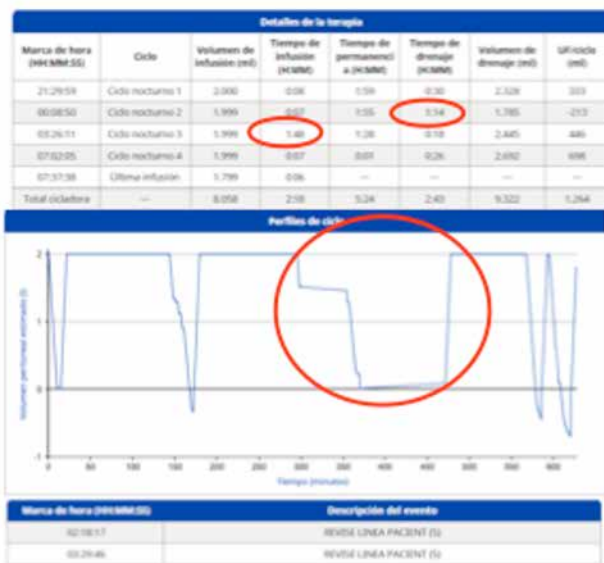 Detalles de la terapia
Marca de hora (HH:MM:SS) Ciclo Volumen de infusión (ml) Tiempo de infusión (H:MM) Tiempo de permanenci a (H:MM) Tiempo de drenaje (H:MM) Volumen de drenaje (ml) UF/ciclo (ml)
21:29:59 Ciclo nocturno 1 2.000 0:08 1:59 0:30 2.328 333
00:08:50 Ciclo nocturno 2 1.999 0:07 1:55 1.785 -213
03:26:11 Ciclo nocturno 3 1.999 1:28 0:18 2.445 446
07:02:05 Ciclo nocturno 4 1.999 0:07 0:01 0:26 2.692 698
07:37:38 Última infusión 1.799 0:06 --- --- --- ---
Total cicladora --- 8.058 2:18 5:24 2:43 9.322 1.264
Perfiles de ciclo
Volumen peritoneal estimado (l)
2
1
0
-1
0 50 100 150 200 250 300 350 400 450 500 550 600
Tiempo (minutos)
Marca de hora (HH:MM:SS) Descripción del evento
02:18:17 REVISE LINEA PACIENT (S)
03:29:46 REVISE LINEA PACIENT (S)